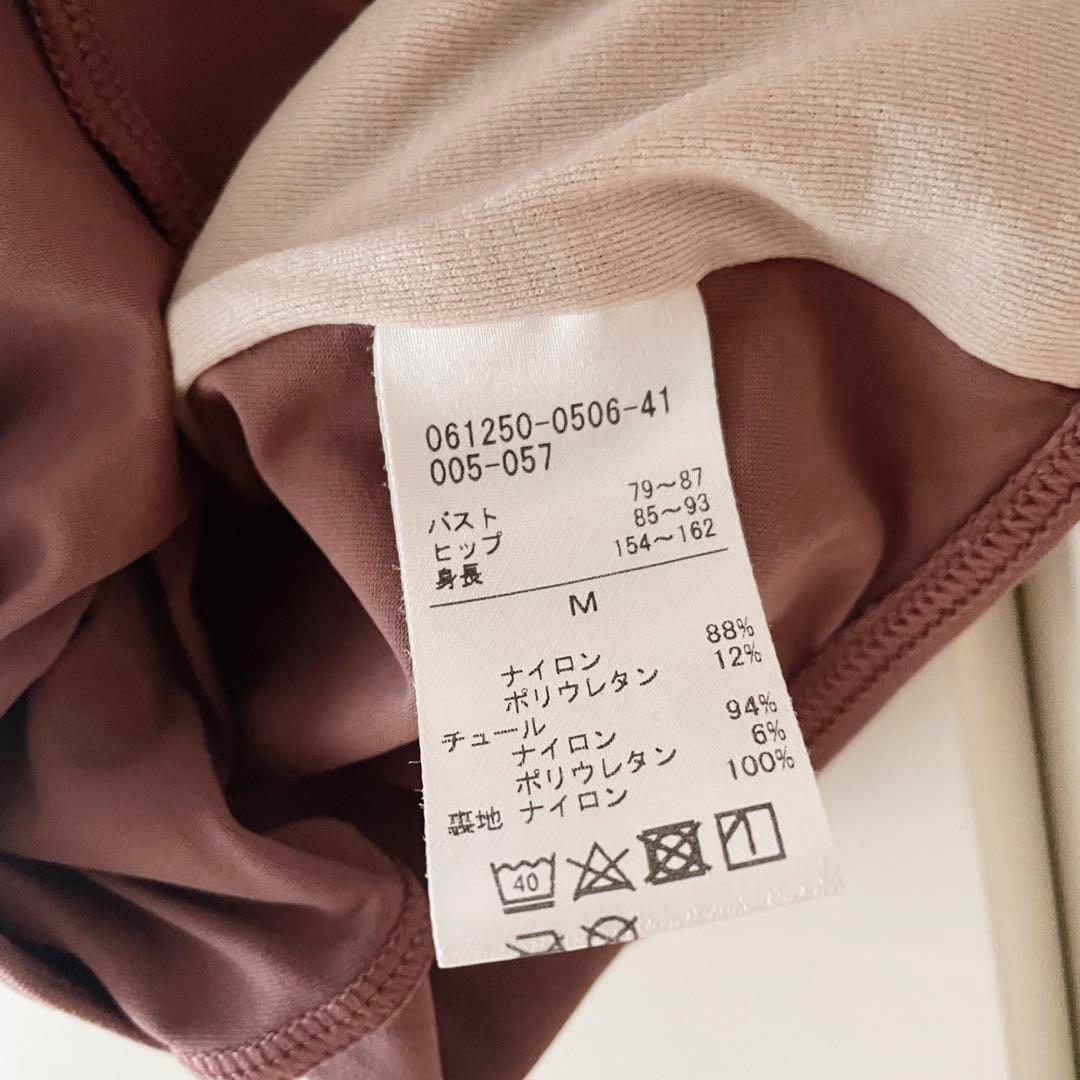 061250-0506-41
005-057
バスト 79～87
ヒップ 85～93
身長 154～162
M
ナイロン 88%
ポリウレタン 12%
チュール
ナイロン 94%
ポリウレタン 6%
裏地 ナイロン 100%
40